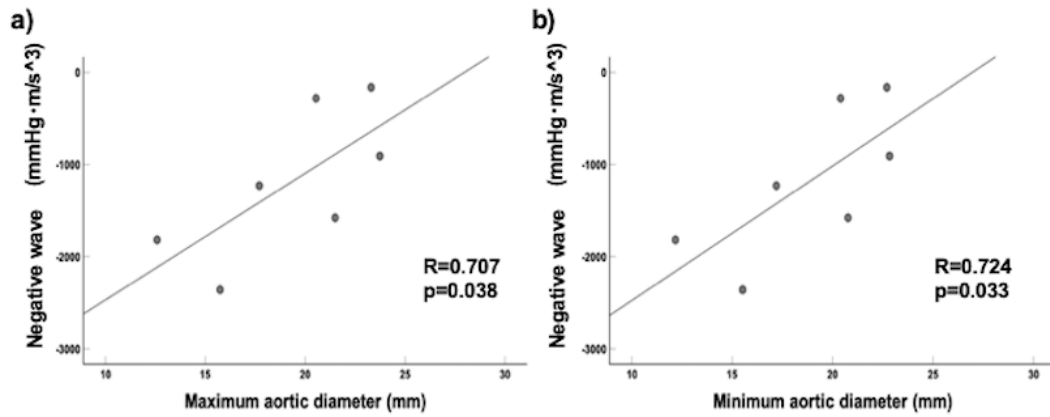 a)
Negative wave (mmHg·m/s^3)
0
-1000
-2000
-3000
10 15 20 25 30
Maximum aortic diameter (mm)
R=0.707
p=0.038
b)
Negative wave (mmHg·m/s^3)
0
-1000
-2000
-3000
10 15 20 25 30
Minimum aortic diameter (mm)
R=0.724
p=0.033